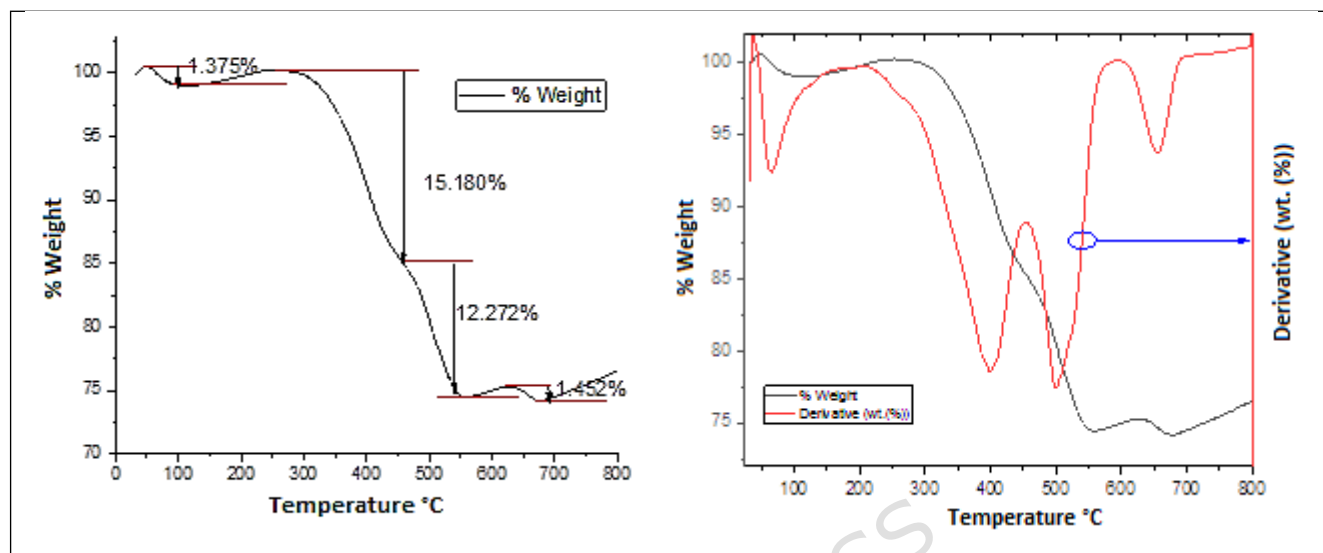 0 100 200 300 400 500 600 700 800
100
95
90
85
80
75
70
% Weight
1.375%
15.180%
12.272%
1.452%
% Weight
Temperature °C
100
95
90
85
80
75
% Weight
Derivative (wt. (%))
% Weight
Derivative (wt.(%))
100 200 300 400 500 600 700 800
Temperature °C